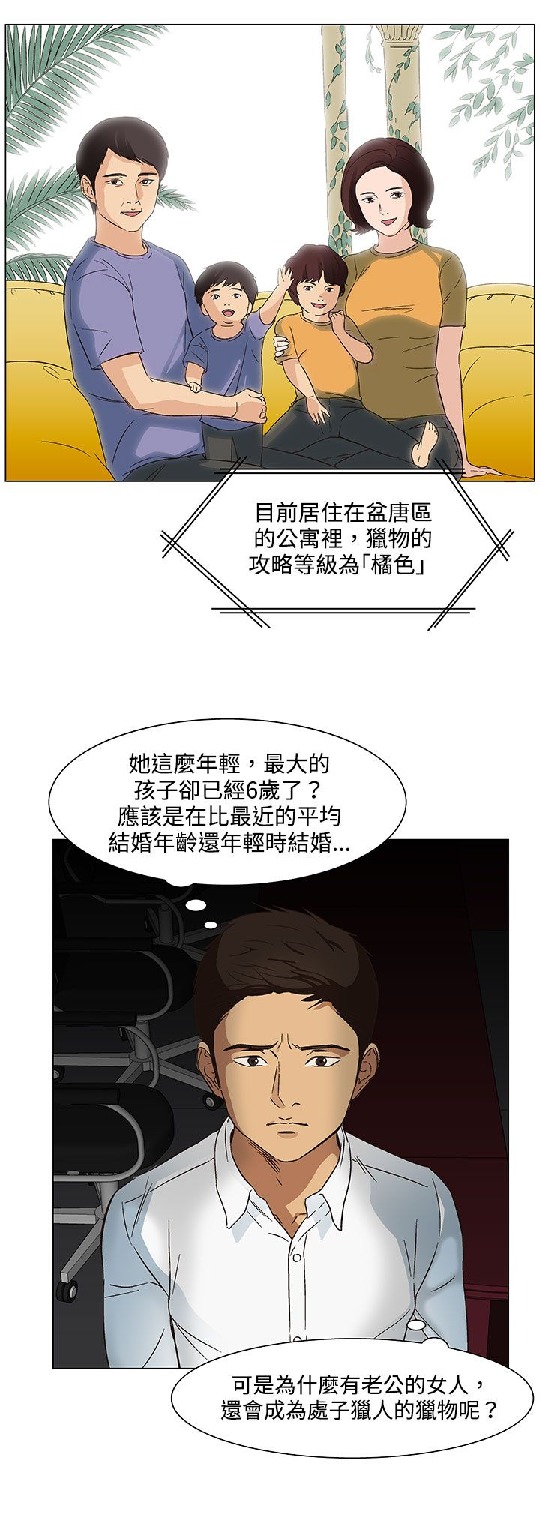 目前居住在盆唐區
的公寓裡，獵物的
攻略等級為「橘色」
她這麼年輕，最大的
孩子卻已經6歲了？
應該是在比最近的平均
結婚年齡還年輕時結婚...
可是為什麼有老公的女人，
還會成為處子獵人的獵物呢？